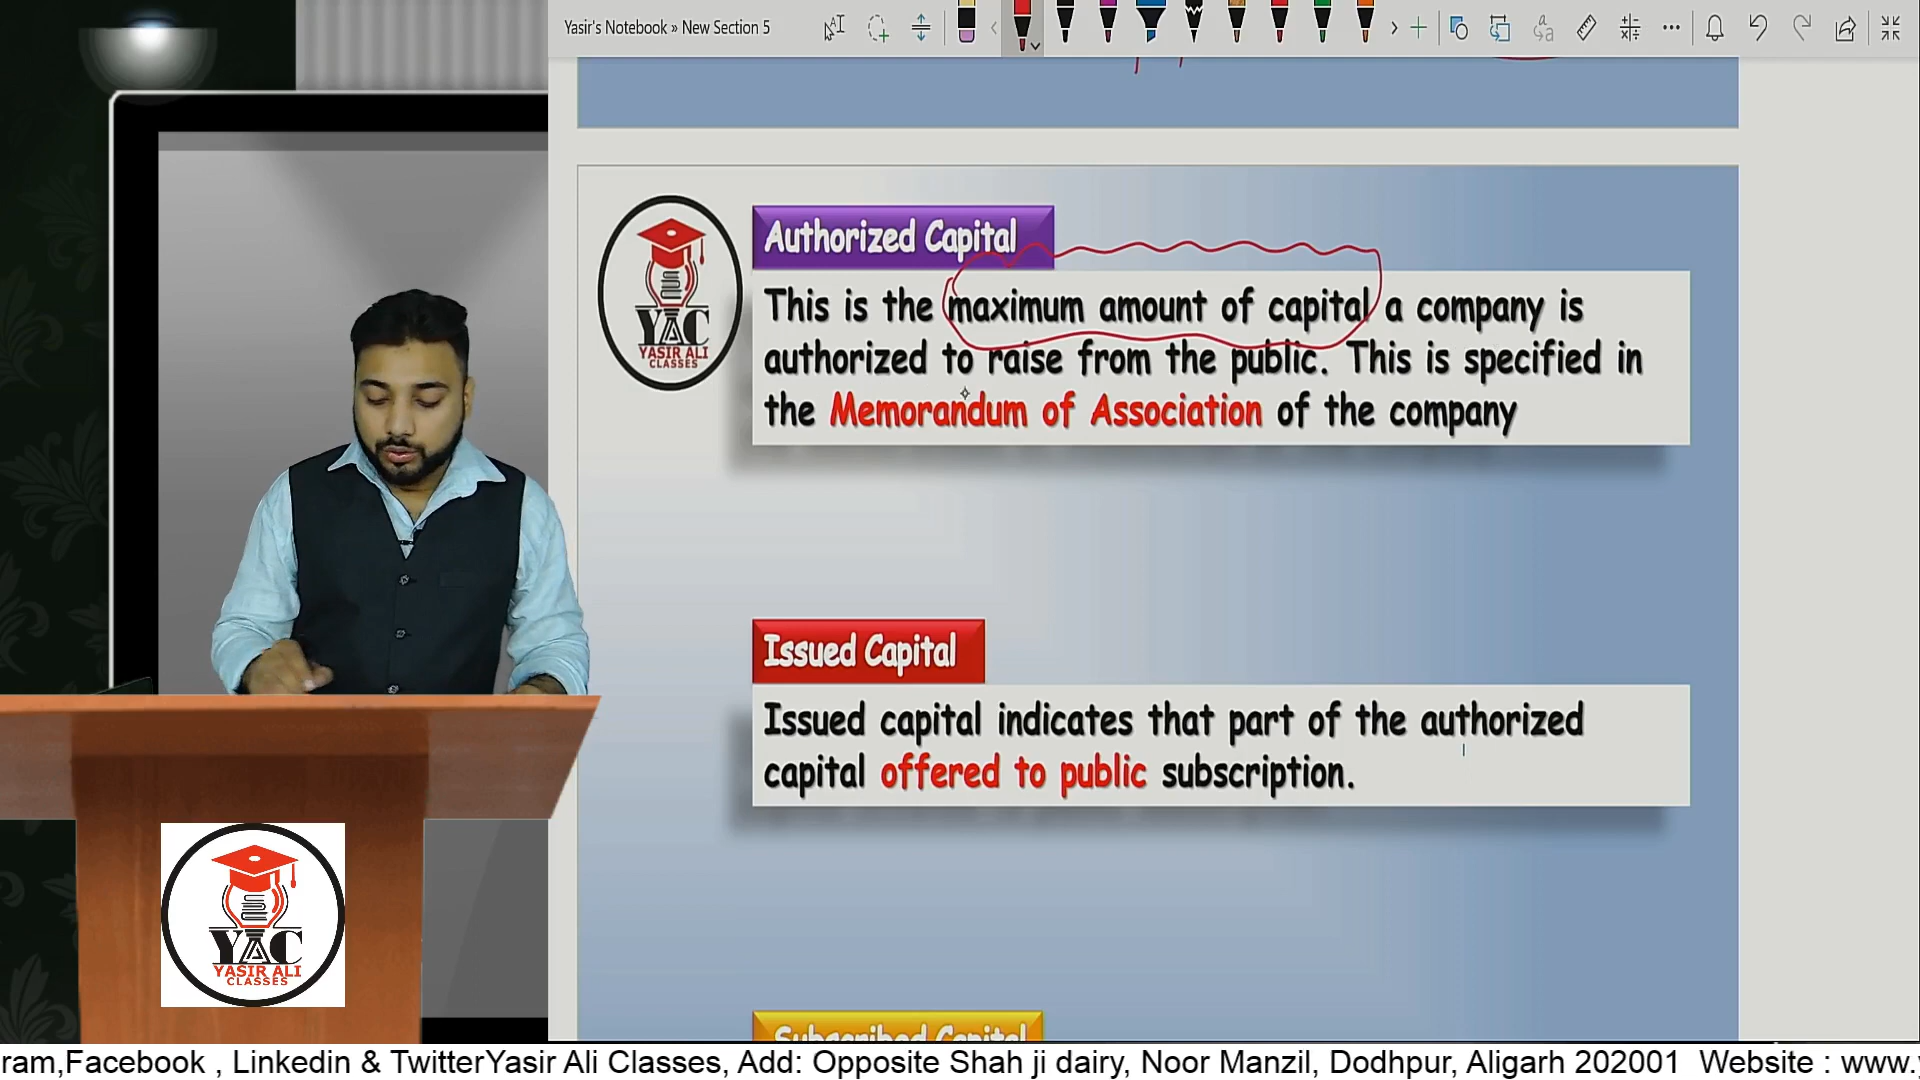 Yasir's Notebook » New Section 5
Authorized Capital
This is the maximum amount of capital a company is
authorized to raise from the public. This is specified in
the Memorandum of Association of the company
YAC
YASIR ALI
CLASSES
Issued Capital
Issued capital indicates that part of the authorized
capital offered to public subscription.
YAC
YASIR ALI
CLASSES
Subscribed Capital
ram,Facebook , Linkedin & TwitterYasir Ali Classes, Add: Opposite Shah ji dairy, Noor Manzil, Dodhpur, Aligarh 202001 Website : www.